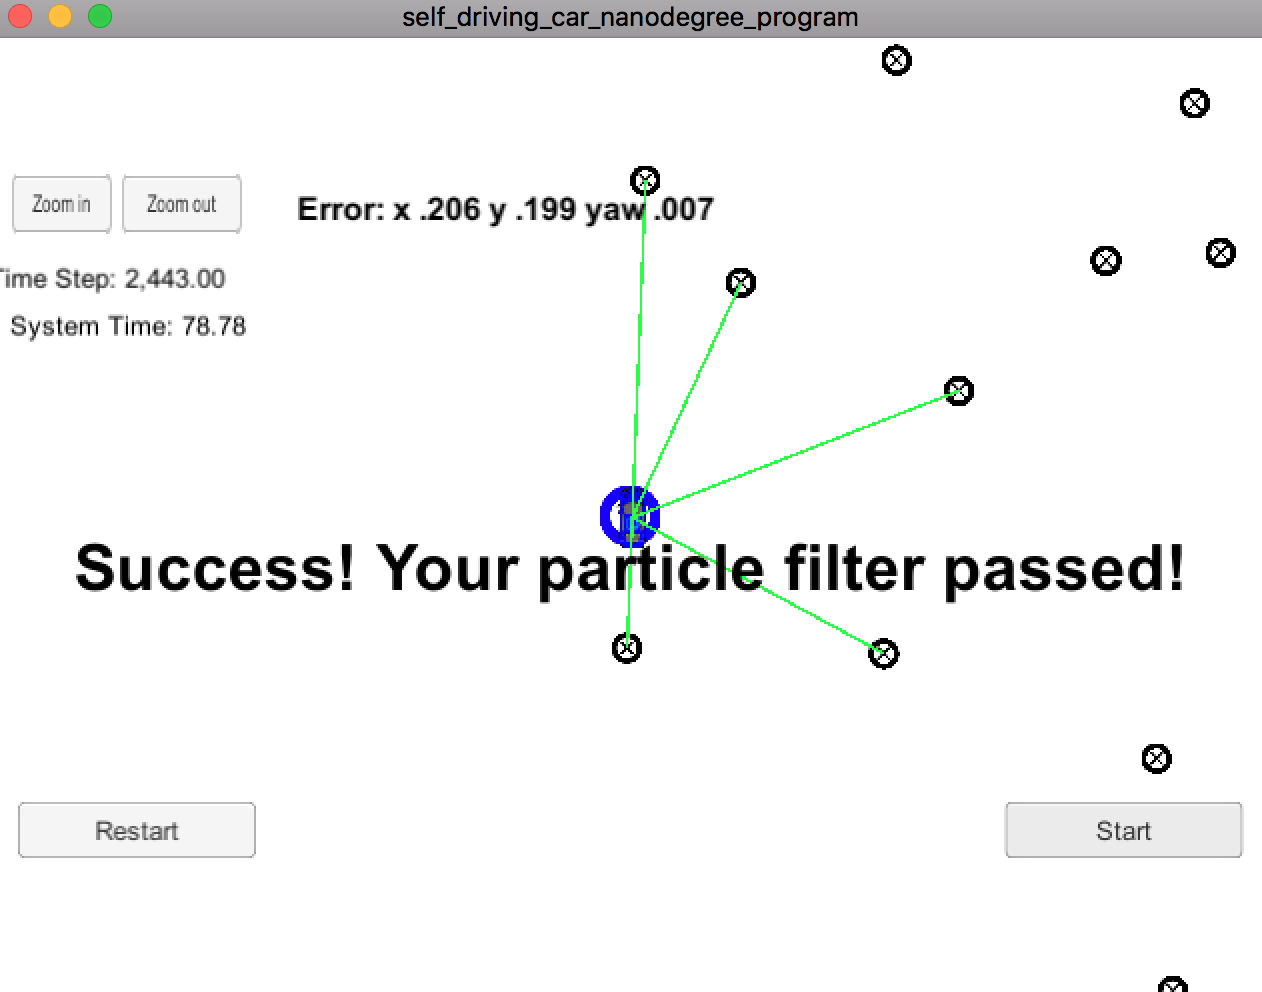 self_driving_car_nanodegree_program
Zoom in
Zoom out
Error: x .206 y .199 yaw .007
Time Step: 2,443.00
System Time: 78.78
Success! Your particle filter passed!
Restart
Start